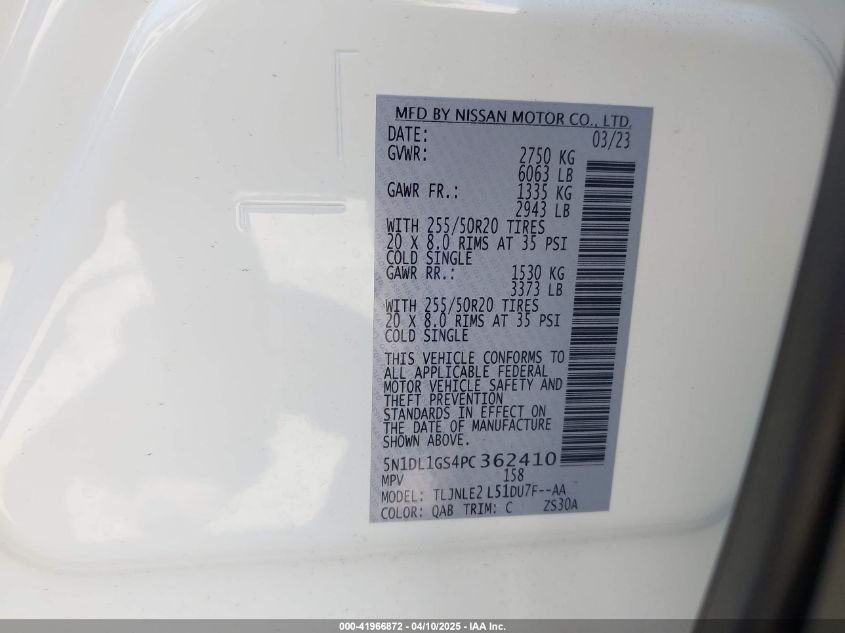 MFD BY NISSAN MOTOR CO., LTD.
DATE: 03/23
GVWR: 2750 KG
6063 LB
GAWR FR.: 1335 KG
2943 LB
WITH 255/50R20 TIRES
20 X 8.0 RIMS AT 35 PSI
COLD SINGLE
GAWR RR.: 1530 KG
3373 LB
WITH 255/50R20 TIRES
20 X 8.0 RIMS AT 35 PSI
COLD SINGLE
THIS VEHICLE CONFORMS TO
ALL APPLICABLE FEDERAL
MOTOR VEHICLE SAFETY AND
THEFT PREVENTION
STANDARDS IN EFFECT ON
THE DATE OF MANUFACTURE
SHOWN ABOVE.
5N1DL1GS4PC362410
MPV 158
MODEL: TLJNLE2 L51DU7F--AA
COLOR: QAB TRIM: C ZS30A
000-41966872 - 04/10/2025 - IAA Inc.